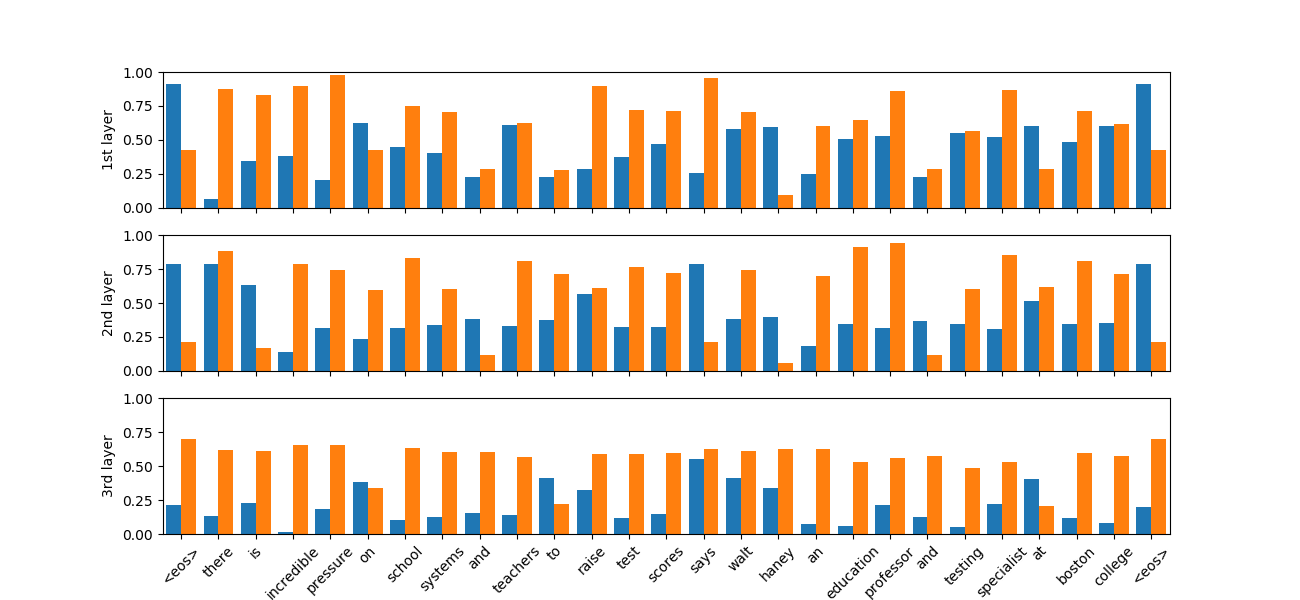 1.00
0.75
0.50
0.25
0.00
1st layer
1.00
0.75
0.50
0.25
0.00
2nd layer
1.00
0.75
0.50
0.25
0.00
3rd layer
<eos>
there
is
incredible
pressure
on
school
systems
and
teachers
to
raise
test
scores
says
walt
haney
an
education
professor
and
testing
specialist
at
boston
college
<eos>